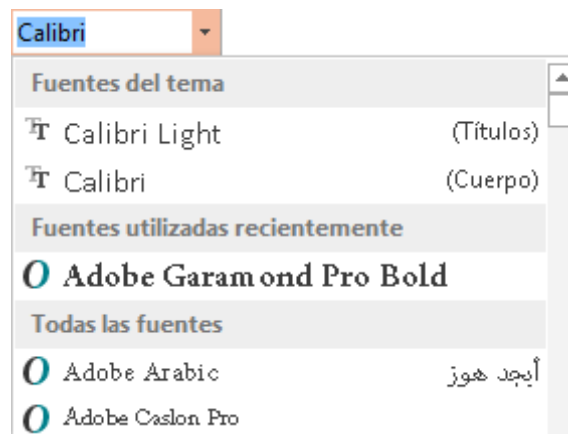 Calibri
Fuentes del tema
Calibri Light (Títulos)
Calibri (Cuerpo)
Fuentes utilizadas recientemente
Adobe Garamond Pro Bold
Todas las fuentes
Adobe Arabic أيجد هوز
Adobe Caslon Pro